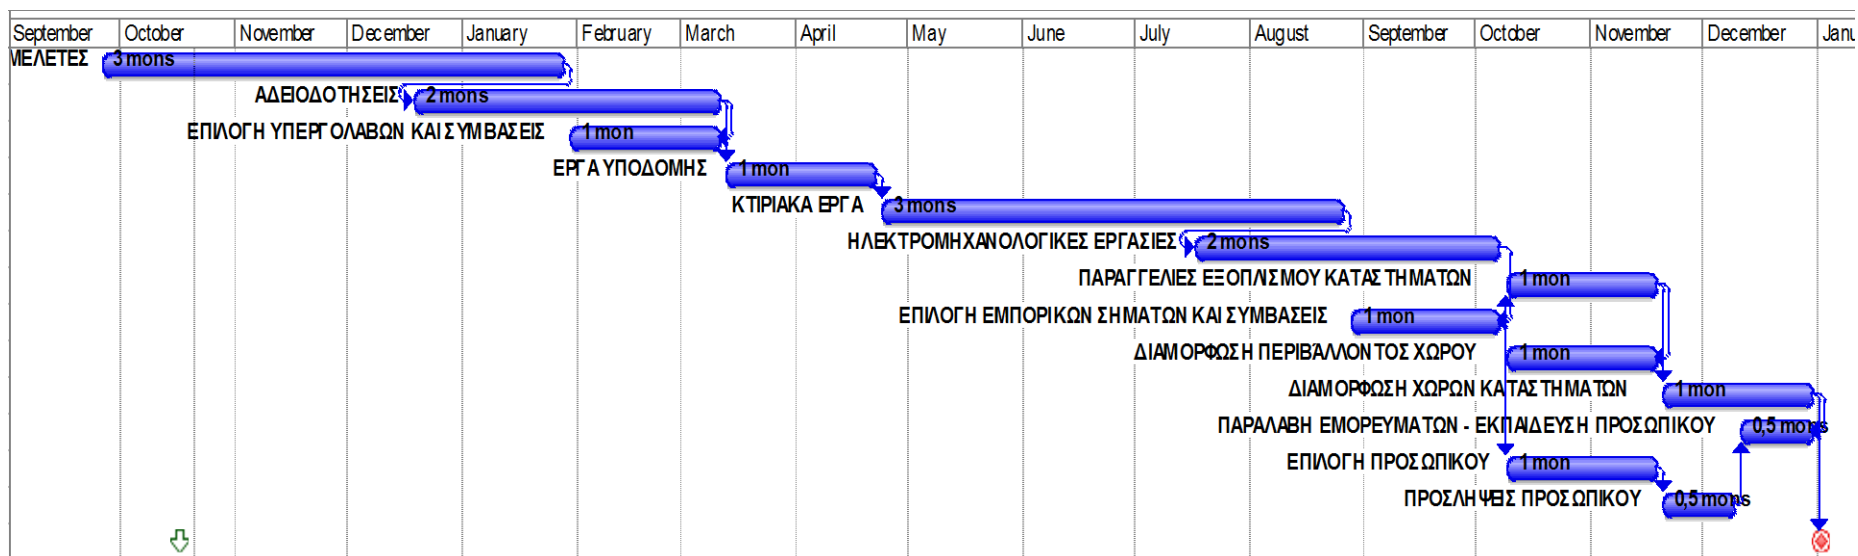 September October November December January February March April May June July August September October November December Janu
ΜΕΛΕΤΕΣ 3 mons
ΑΔΕΙΟΔΟΤΗΣΕΙΣ 2 mons
ΕΠΙΛΟΓΗ ΥΠΕΡΓΟΛΑΒΩΝ ΚΑΙ ΣΥΜΒΑΣΕΙΣ 1 mon
ΕΡΓΑ ΥΠΟΔΟΜΗΣ 1 mon
ΚΤΙΡΙΑΚΑ ΕΡΓΑ 3 mons
ΗΛΕΚΤΡΟΜΗΧΑΝΟΛΟΓΙΚΕΣ ΕΡΓΑΣΙΕΣ 2 mons
ΠΑΡΑΓΓΕΛΙΕΣ ΕΞΟΠΛΙΣΜΟΥ ΚΑΤΑΣΤΗΜΑΤΩΝ 1 mon
ΕΠΙΛΟΓΗ ΕΜΠΟΡΙΚΩΝ ΣΗΜΑΤΩΝ ΚΑΙ ΣΥΜΒΑΣΕΙΣ 1 mon
ΔΙΑΜΟΡΦΩΣΗ ΠΕΡΙΒΑΛΛΟΝΤΟΣ ΧΩΡΟΥ 1 mon
ΔΙΑΜΟΡΦΩΣΗ ΧΩΡΩΝ ΚΑΤΑΣΤΗΜΑΤΩΝ 1 mon
ΠΑΡΑΛΑΒΗ ΕΜΟΡΕΥΜΑΤΩΝ - ΕΚΠΑΙΔΕΥΣΗ ΠΡΟΣΩΠΙΚΟΥ 0,5 mons
ΕΠΙΛΟΓΗ ΠΡΟΣΩΠΙΚΟΥ 1 mon
ΠΡΟΣΛΗΨΕΙΣ ΠΡΟΣΩΠΙΚΟΥ 0,5 mons